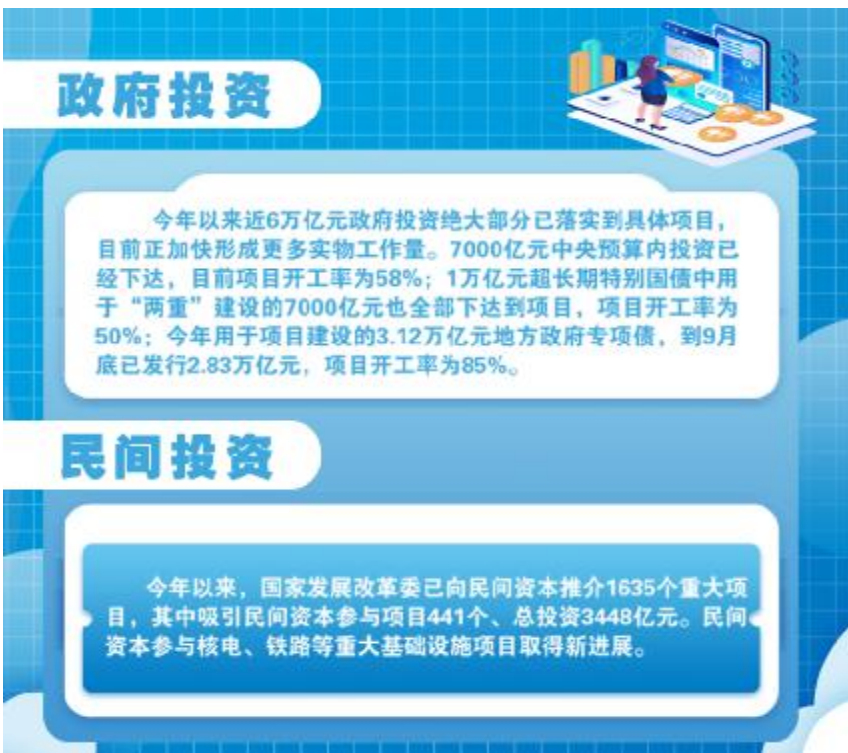 政府投资
今年以来近6万亿元政府投资绝大部分已落实到具体项目，
目前正加快形成更多实物工作量。7000亿元中央预算内投资已
经下达，目前项目开工率为58%；1万亿元超长期特别国债中用
于“两重”建设的7000亿元也全部下达到项目，项目开工率为
50%；今年用于项目建设的3.12万亿元地方政府专项债，到9月
底已发行2.83万亿元，项目开工率为85%。
民间投资
今年以来，国家发展改革委已向民间资本推介1635个重大项
目，其中吸引民间资本参与项目441个、总投资3448亿元。民间
资本参与核电、铁路等重大基础设施项目取得新进展。